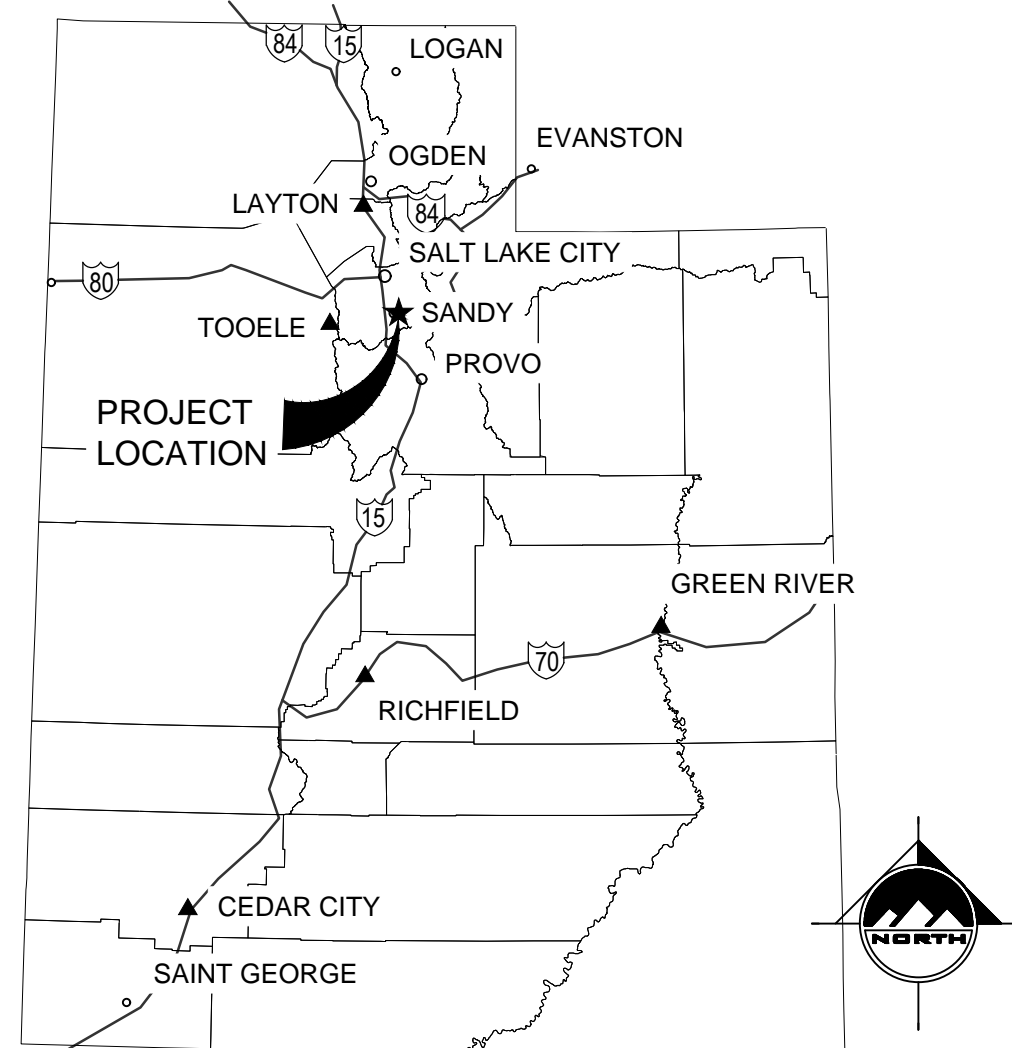 84
15
LOGAN
EVANSTON
OGDEN
LAYTON
84
SALT LAKE CITY
80
SANDY
TOOELE
PROVO
PROJECT
LOCATION
15
GREEN RIVER
70
RICHFIELD
CEDAR CITY
NORTH
SAINT GEORGE